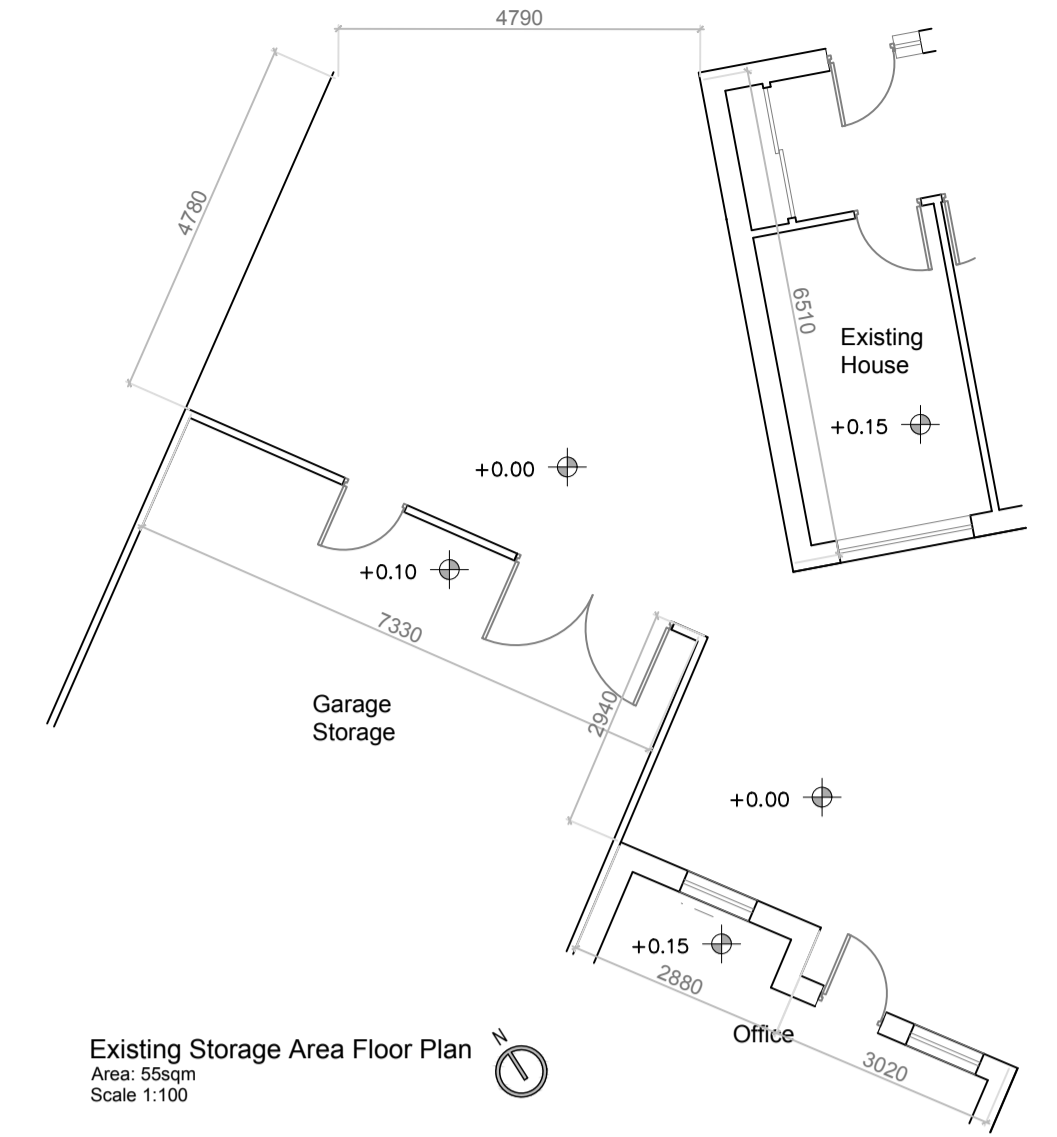 4790
4780
6510
Existing
House
+0.15
+0.00
+0.10
7330
2940
Garage
Storage
+0.00
+0.15
2880
Office
3020
N
Existing Storage Area Floor Plan
Area: 55sqm
Scale 1:100